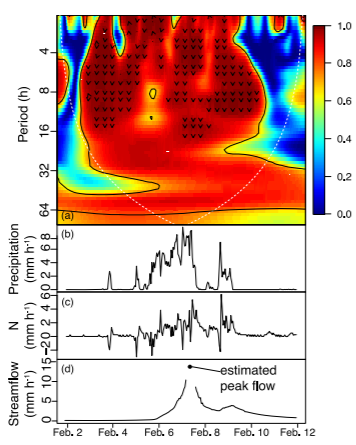 Period (h)
4
8
16
32
64
(a)
1.0
0.8
0.6
0.4
0,2
0.0
Precipitation
(mm h⁻¹)
0 2 4 6 8
(b)
N
(mm h⁻¹)
−2 0 2 4 6
(c)
Streamflow
(mm h⁻¹)
0 5 10 15
(d)
estimated
peak flow
Feb. 2 Feb. 4 Feb. 6 Feb. 8 Feb. 10 Feb. 12